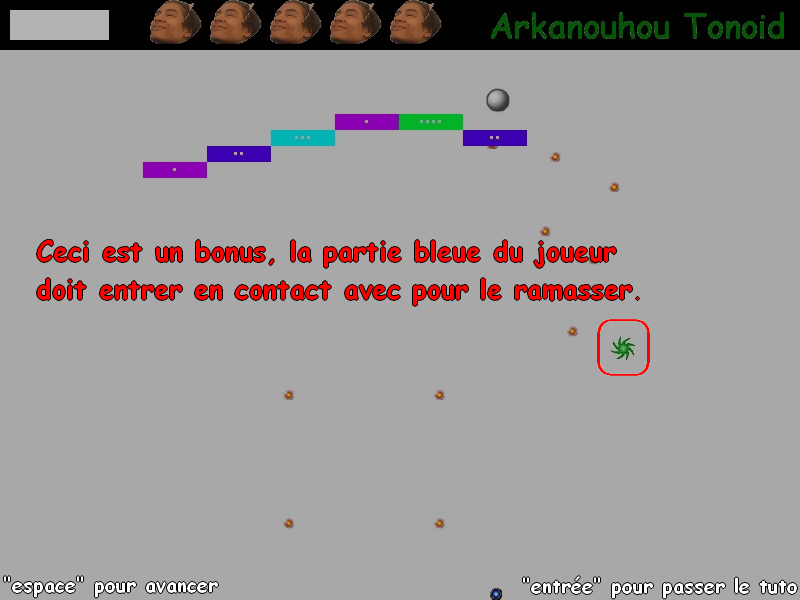 Arkanouhou Tonoid
Ceci est un bonus, la partie bleue du joueur
doit entrer en contact avec pour le ramasser.
"espace" pour avancer
"entrée" pour passer le tuto